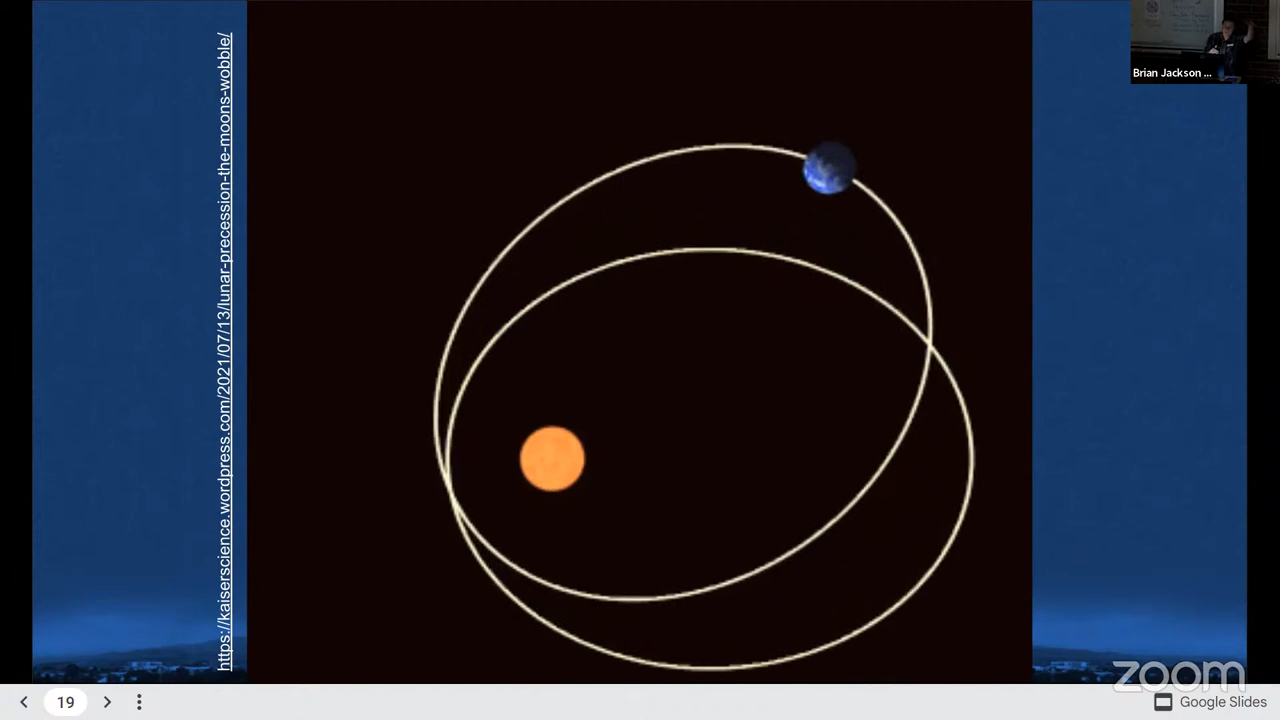 https://kaiserscience.wordpress.com/2021/07/13/lunar-precession-the-moons-wobble/
Brian Jackson ...
zoom
19
Google Slides